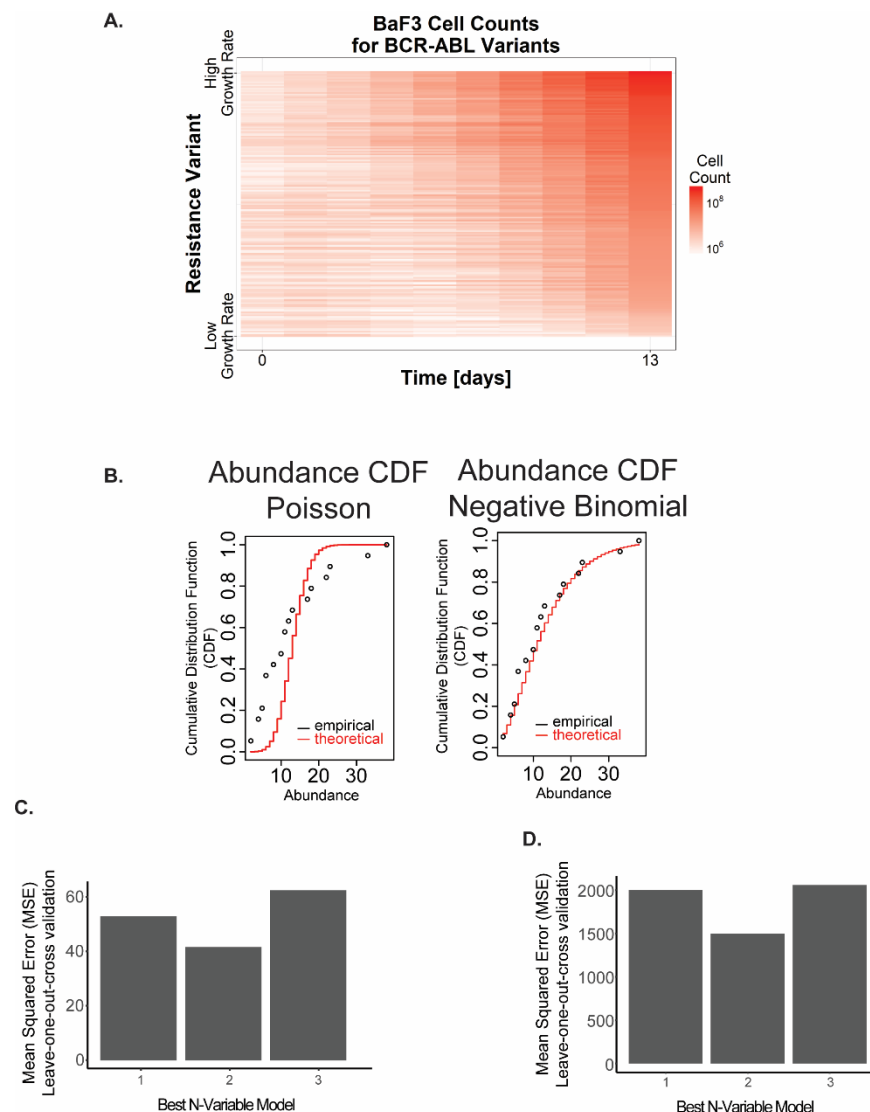 A.
BaF3 Cell Counts
for BCR-ABL Variants
High
Growth Rate
Resistance Variant
Low
Growth Rate
Cell
Count
10⁸
10⁶
0
13
Time [days]
B.
Abundance CDF
Poisson
Cumulative Distribution Function
(CDF)
0.0 0.2 0.4 0.6 0.8 1.0
empirical
theoretical
10 20 30
Abundance
Abundance CDF
Negative Binomial
Cumulative Distribution Function
(CDF)
0.0 0.2 0.4 0.6 0.8 1.0
empirical
theoretical
10 20 30
Abundance
C.
Mean Squared Error (MSE)
Leave-one-out-cross validation
60
40
20
0
1 2 3
Best N-Variable Model
D.
Mean Squared Error (MSE)
Leave-one-out-cross validation
2000
1500
1000
500
0
1 2 3
Best N-Variable Model